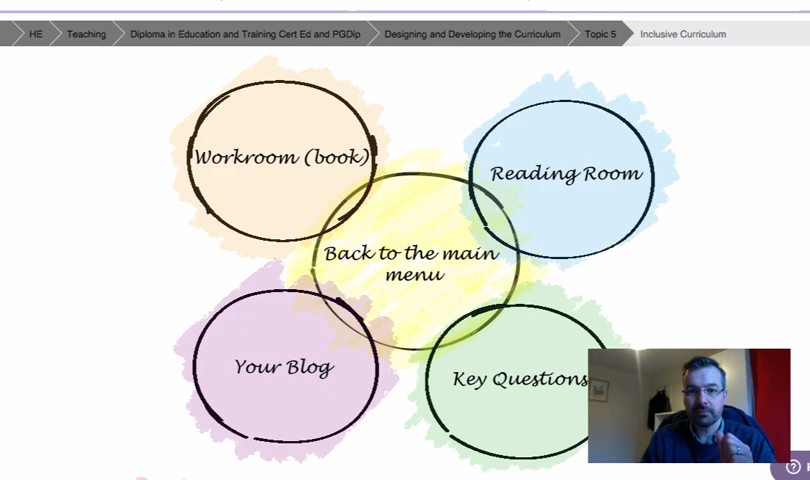 HE Teaching Diploma in Education and Training Cert Ed and PGDip Designing and Developing the Curriculum Topic 5 Inclusive Curriculum
Workroom (book)
Reading Room
Back to the main
menu
Your Blog
Key Questions
?